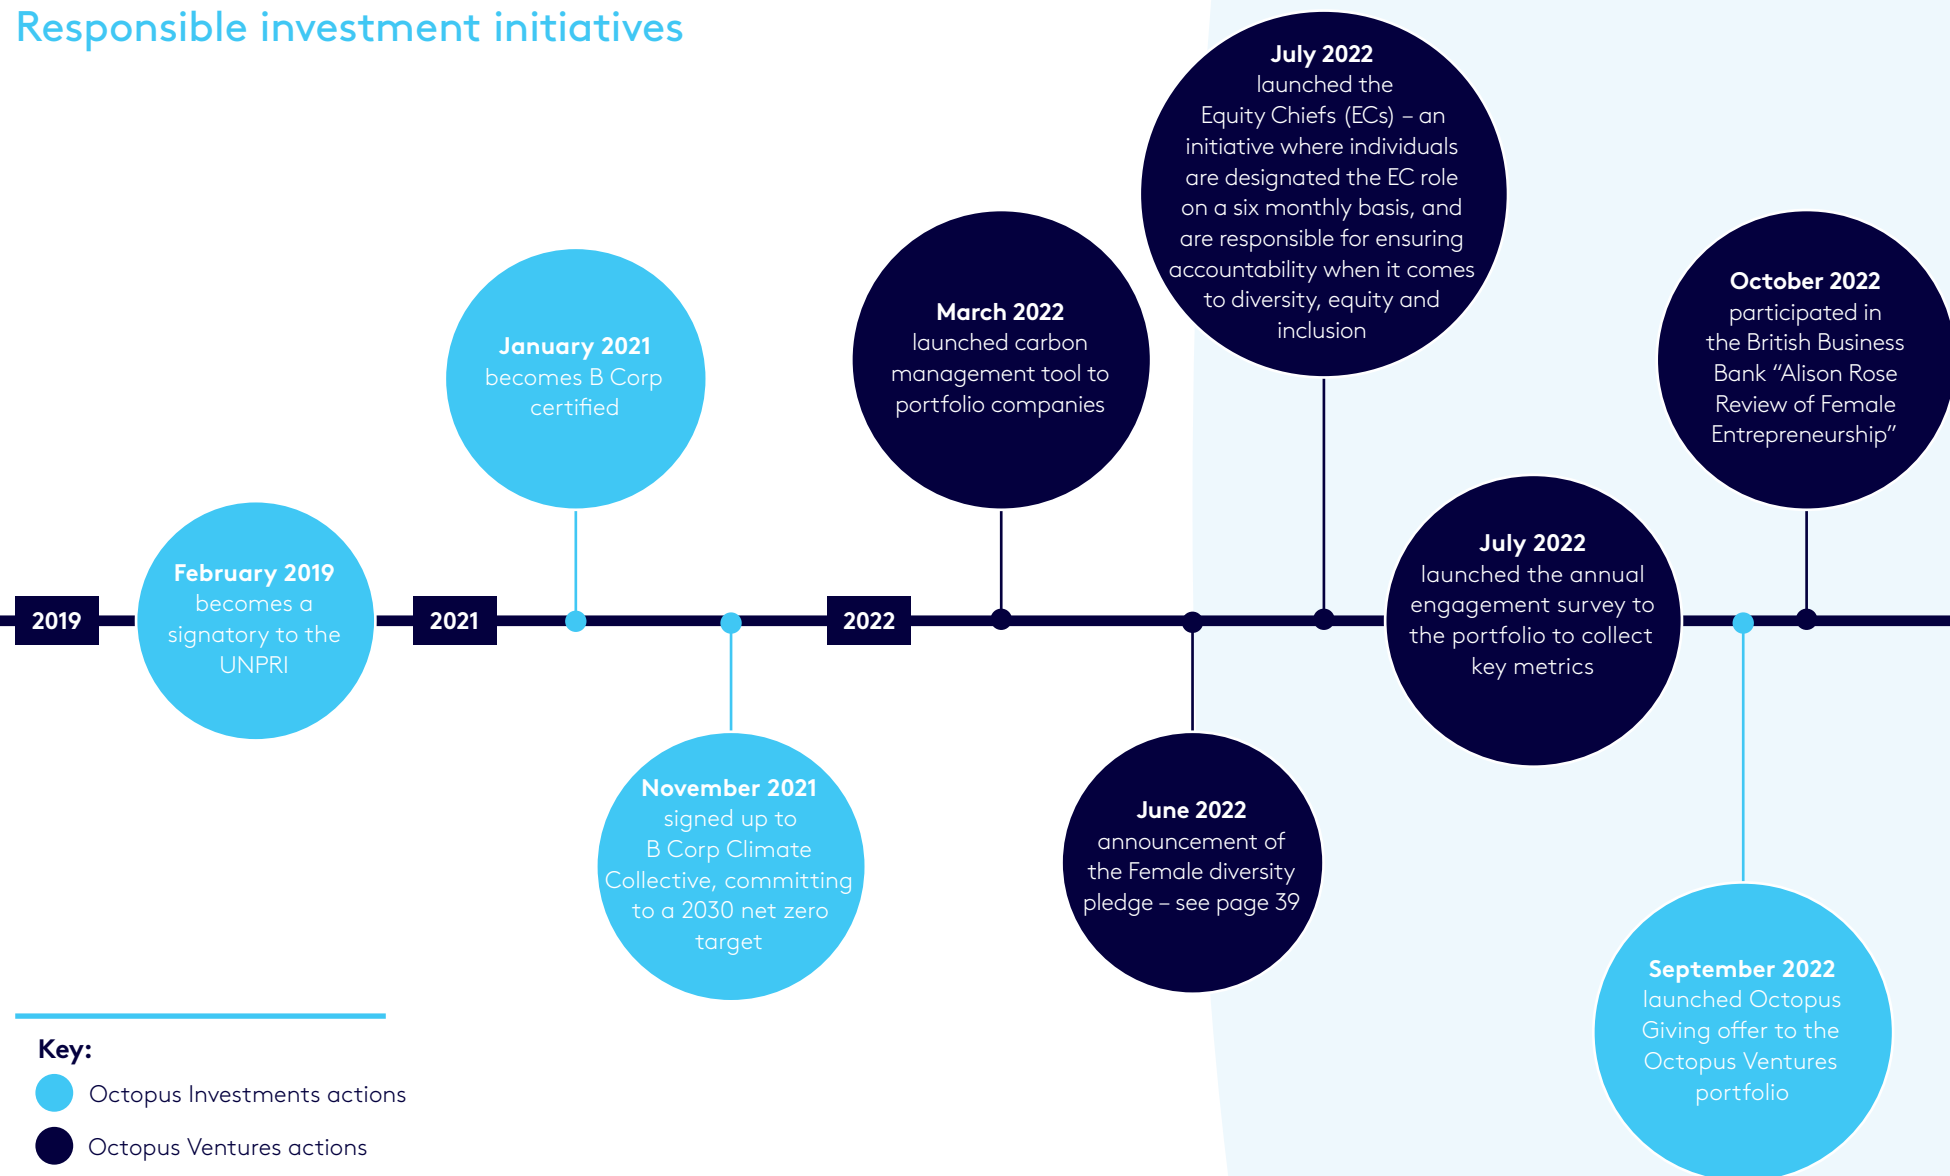 Responsible investment initiatives
2019
February 2019
becomes a
signatory to the
UNPRI
2021
January 2021
becomes B Corp
certified
November 2021
signed up to
B Corp Climate
Collective, committing
to a 2030 net zero
target
2022
March 2022
launched carbon
management tool to
portfolio companies
June 2022
announcement of
the Female diversity
pledge – see page 39
July 2022
launched the
Equity Chiefs (ECs) – an
initiative where individuals
are designated the EC role
on a six monthly basis, and
are responsible for ensuring
accountability when it comes
to diversity, equity and
inclusion
July 2022
launched the annual
engagement survey to
the portfolio to collect
key metrics
September 2022
launched Octopus
Giving offer to the
Octopus Ventures
portfolio
October 2022
participated in
the British Business
Bank “Alison Rose
Review of Female
Entrepreneurship”
Key:
Octopus Investments actions
Octopus Ventures actions